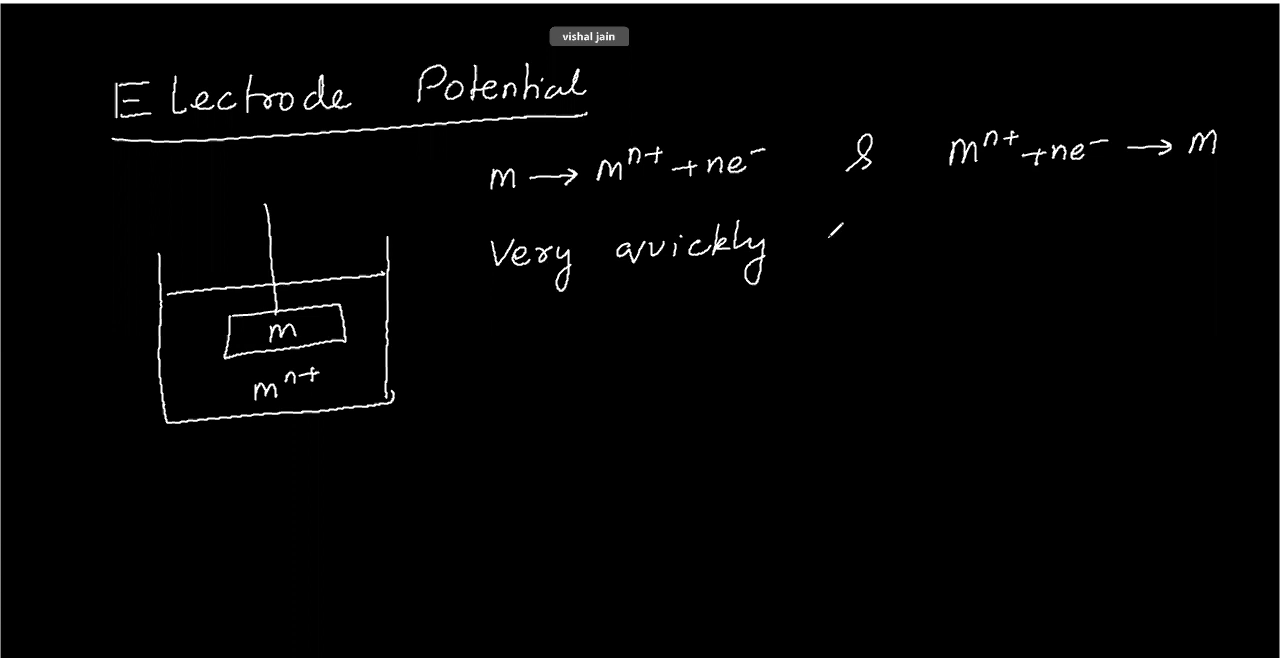 vishal jain
Electrode Potential
m → mⁿ⁺ + ne⁻ & mⁿ⁺ + ne⁻ → m
Very quickly
m
mⁿ⁺